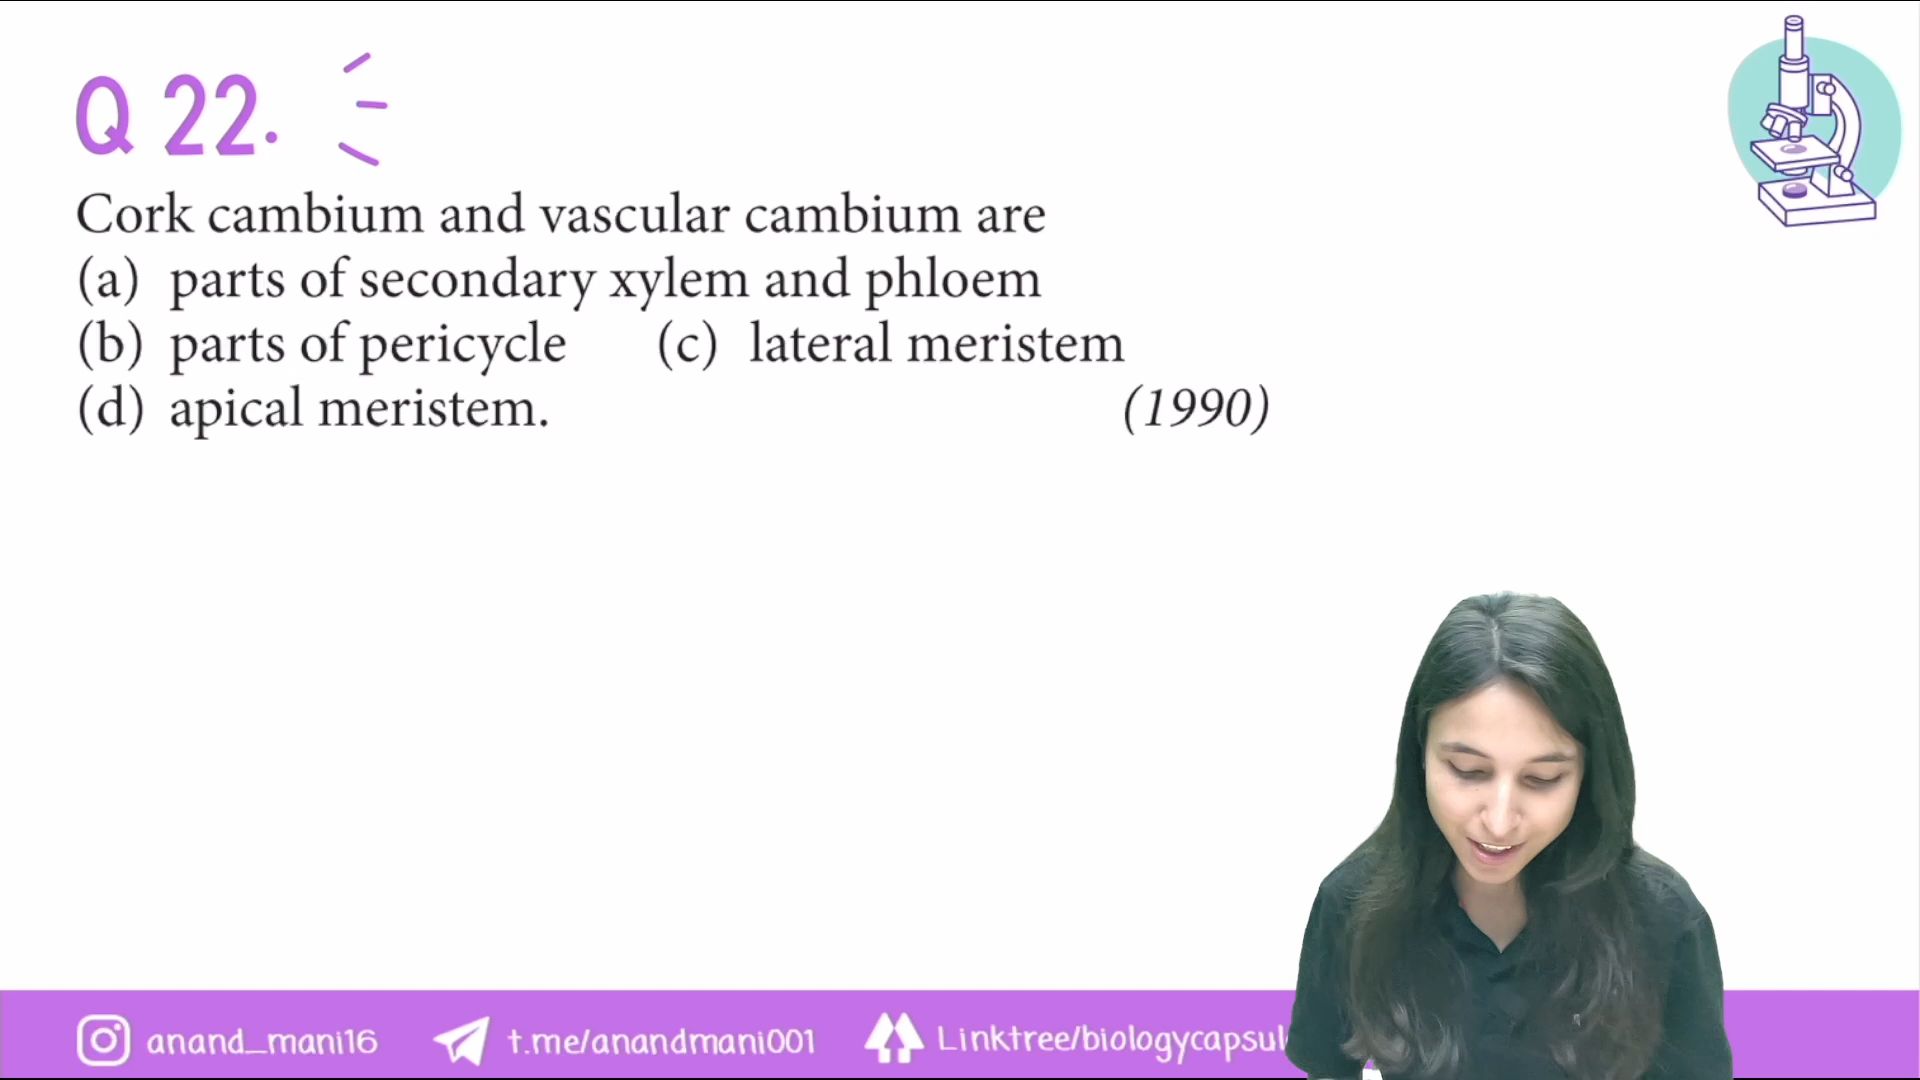 Q 22.
Cork cambium and vascular cambium are
(a) parts of secondary xylem and phloem
(b) parts of pericycle (c) lateral meristem
(d) apical meristem. (1990)
anand_mani16 t.me/anandmani001 Linktree/biologycapsul